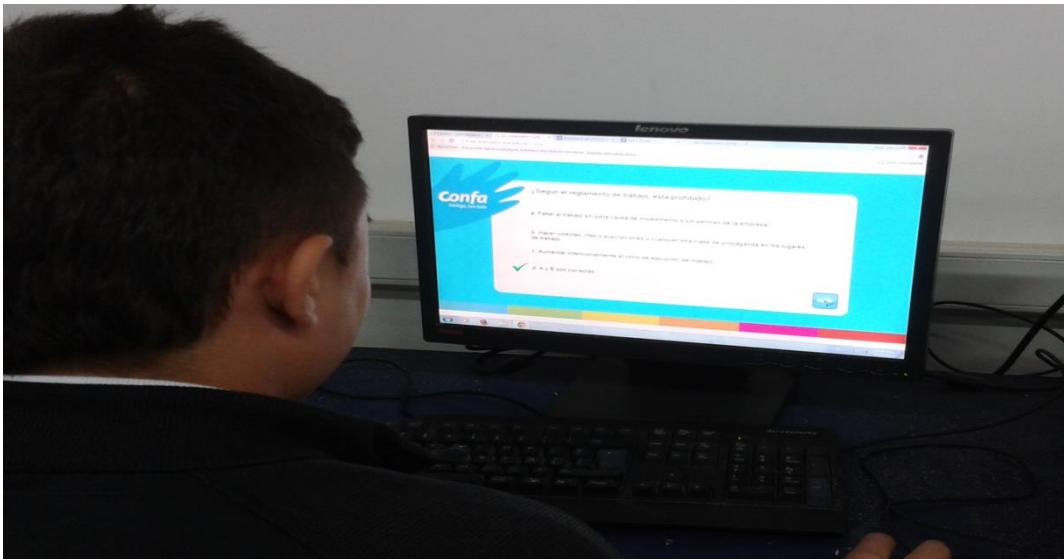 lenovo
Confa
¿Según el reglamento de trabajo, está prohibido?
a. Faltar al trabajo sin justa causa de impedimento o sin permiso de la empresa
b. Hacer colectas, rifas o suscripciones o cualquier otra clase de propaganda en los lugares
de trabajo.
c. Aumentar intencionalmente el ritmo de ejecución del trabajo
d. A y B son correctas